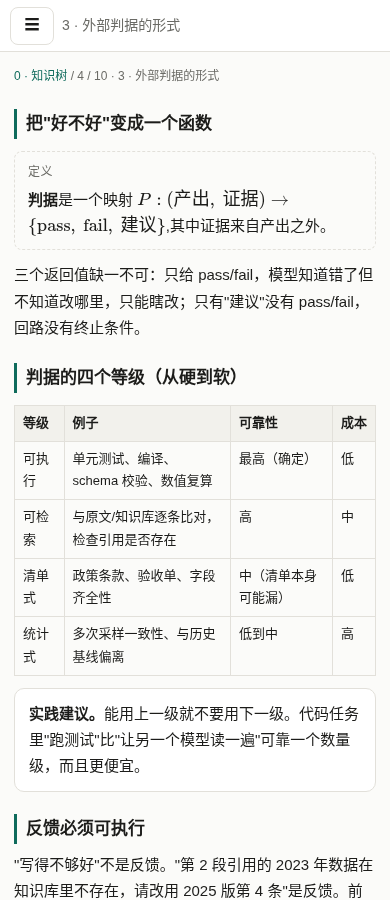 ☰ 3 · 外部判据的形式
0 · 知识树 / 4 / 10 · 3 · 外部判据的形式
把"好不好"变成一个函数
定义
判据是一个映射 P : (产出, 证据) →
{pass, fail, 建议},其中证据来自产出之外。
三个返回值缺一不可：只给 pass/fail，模型知道错了但
不知道改哪里，只能瞎改；只有"建议"没有 pass/fail，
回路没有终止条件。
判据的四个等级（从硬到软）
等级 例子 可靠性 成本
可执行 单元测试、编译、schema 校验、数值复算 最高（确定） 低
可检索 与原文/知识库逐条比对，检查引用是否存在 高 中
清单式 政策条款、验收单、字段齐全性 中（清单本身可能漏） 低
统计式 多次采样一致性、与历史基线偏离 低到中 高
实践建议。能用上一级就不要用下一级。代码任务
里"跑测试"比"让另一个模型读一遍"可靠一个数量
级，而且更便宜。
反馈必须可执行
"写得不够好"不是反馈。"第 2 段引用的 2023 年数据在
知识库里不存在，请改用 2025 版第 4 条"是反馈。前